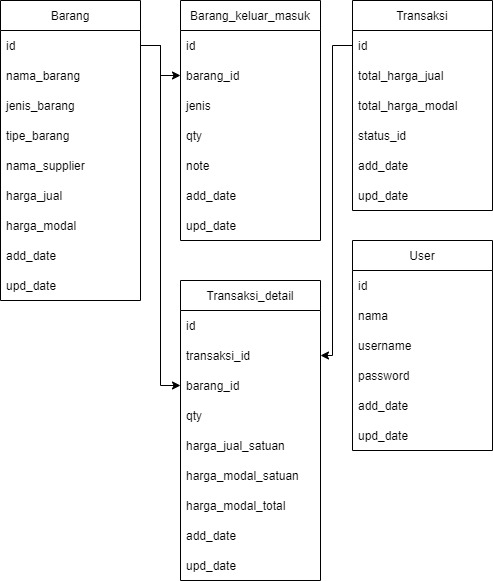 Barang
id
nama_barang
jenis_barang
tipe_barang
nama_supplier
harga_jual
harga_modal
add_date
upd_date
Barang_keluar_masuk
id
barang_id
jenis
qty
note
add_date
upd_date
Transaksi
id
total_harga_jual
total_harga_modal
status_id
add_date
upd_date
Transaksi_detail
id
transaksi_id
barang_id
qty
harga_jual_satuan
harga_modal_satuan
harga_modal_total
add_date
upd_date
User
id
nama
username
password
add_date
upd_date